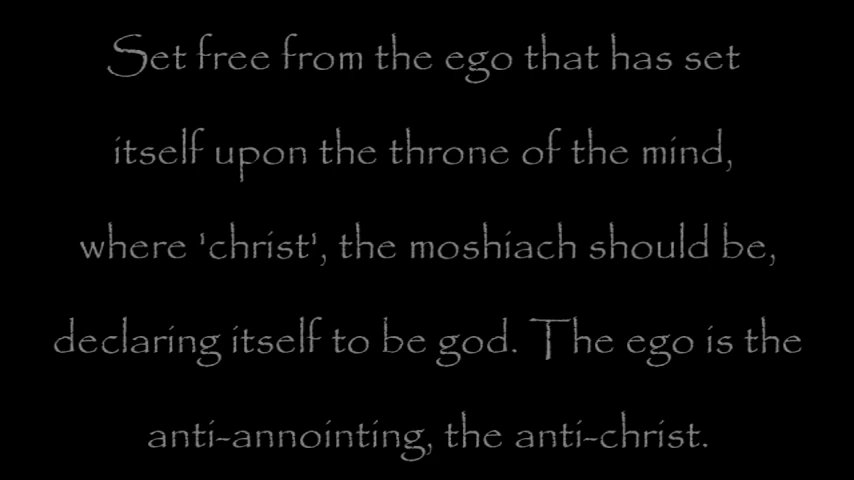 Set free from the ego that has set
itself upon the throne of the mind,
where 'christ', the moshiach should be,
declaring itself to be god. The ego is the
anti-annointing, the anti-christ.